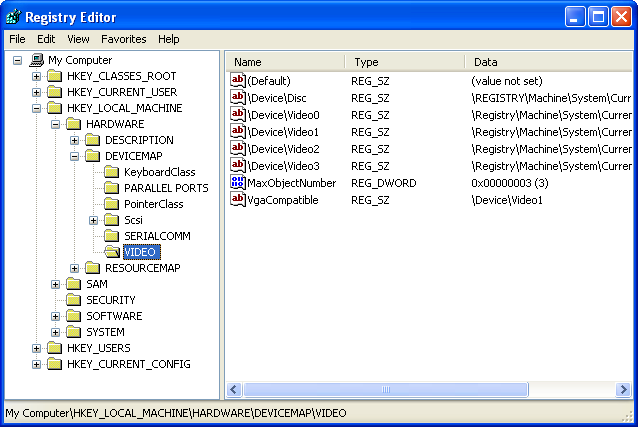 Registry Editor
File Edit View Favorites Help
My Computer
HKEY_CLASSES_ROOT
HKEY_CURRENT_USER
HKEY_LOCAL_MACHINE
HARDWARE
DESCRIPTION
DEVICEMAP
KeyboardClass
PARALLEL PORTS
PointerClass
Scsi
SERIALCOMM
VIDEO
RESOURCEMAP
SAM
SECURITY
SOFTWARE
SYSTEM
HKEY_USERS
HKEY_CURRENT_CONFIG
Name Type Data
(Default) REG_SZ (value not set)
\Device\Disc REG_SZ \REGISTRY\Machine\System\Curr
\Device\Video0 REG_SZ \Registry\Machine\System\Currer
\Device\Video1 REG_SZ \Registry\Machine\System\Currer
\Device\Video2 REG_SZ \Registry\Machine\System\Currer
\Device\Video3 REG_SZ \Registry\Machine\System\Currer
MaxObjectNumber REG_DWORD 0x00000003 (3)
VgaCompatible REG_SZ \Device\Video1
My Computer\HKEY_LOCAL_MACHINE\HARDWARE\DEVICEMAP\VIDEO